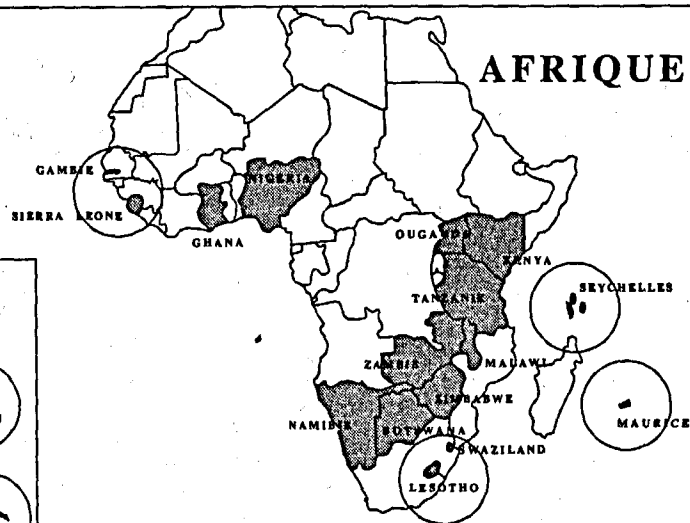 AFRIQUE
GAMBIE
NIGERIA
SIERRA LEONE
GHANA
OUGANDA
KENYA
SEYCHELLES
TANZANIE
ZAMBIE
MALAWI
ZIMBABWE
NAMIBIE
BOTSWANA
MAURICE
SWAZILAND
LESOTHO